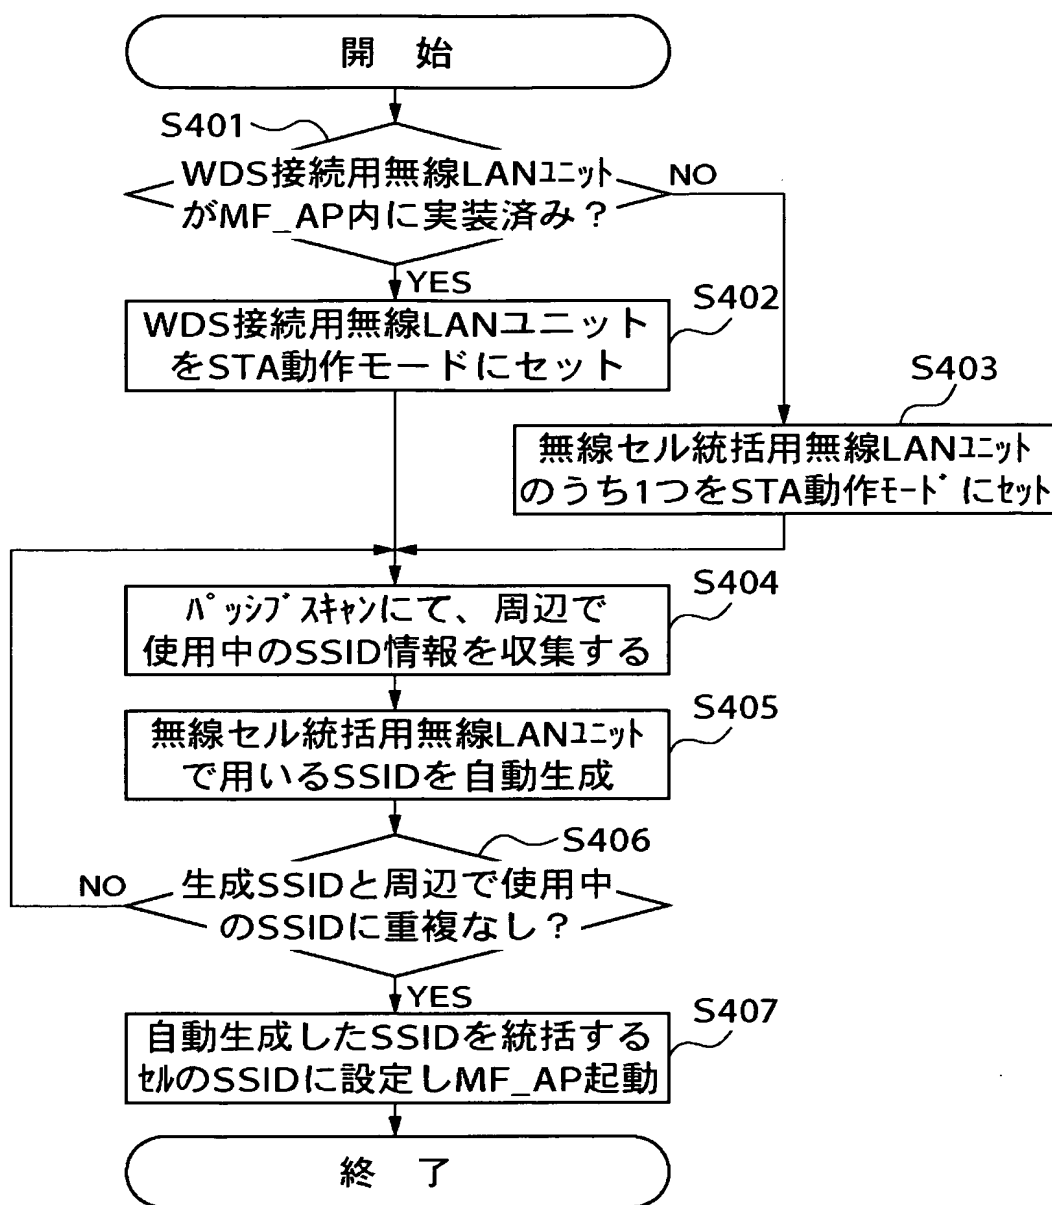 開 始
S401
WDS接続用無線LANﾕﾆｯﾄ
がMF_AP内に実装済み？
NO
YES
S402
WDS接続用無線LANユニット
をSTA動作モードにセット
S403
無線セル統括用無線LANﾕﾆｯﾄ
のうち1つをSTA動作ﾓｰﾄﾞにｾｯﾄ
S404
ﾊﾟｯｼﾌﾞｽｷｬﾝにて、周辺で
使用中のSSID情報を収集する
S405
無線セル統括用無線LANﾕﾆｯﾄ
で用いるSSIDを自動生成
S406
NO
生成SSIDと周辺で使用中
のSSIDに重複なし？
YES
S407
自動生成したSSIDを統括する
ｾﾙのSSIDに設定しMF_AP起動
終 了